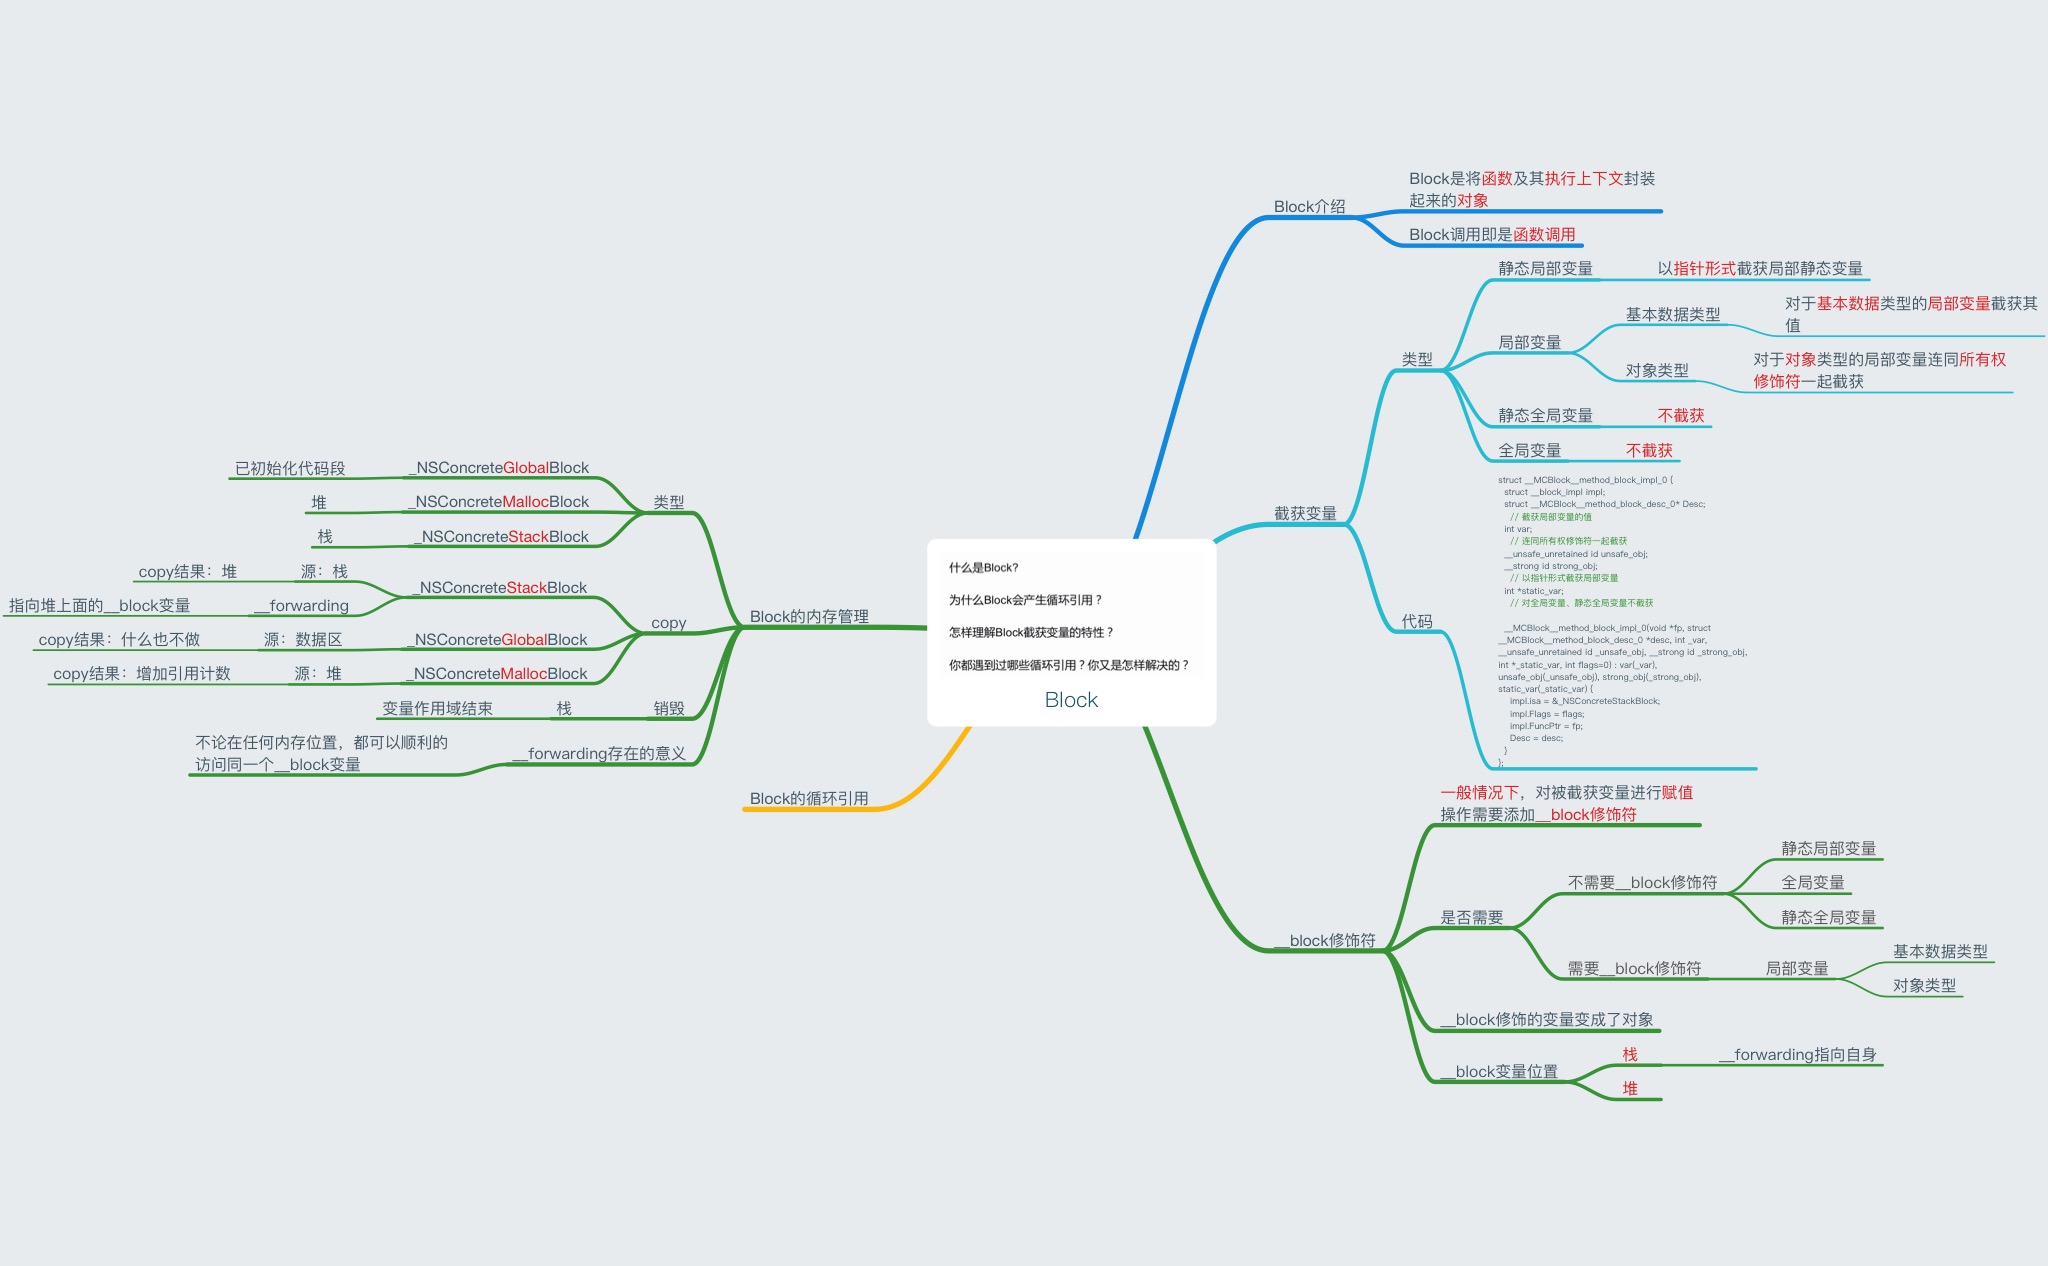 什么是Block?
为什么Block会产生循环引用？
怎样理解Block截获变量的特性？
你都遇到过哪些循环引用？你又是怎样解决的？
Block
Block介绍
Block是将函数及其执行上下文封装
起来的对象
Block调用即是函数调用
截获变量
类型
静态局部变量
以指针形式截获局部静态变量
局部变量
基本数据类型
对于基本数据类型的局部变量截获其
值
对象类型
对于对象类型的局部变量连同所有权
修饰符一起截获
静态全局变量
不截获
全局变量
不截获
代码
struct __MCBlock__method_block_impl_0 {
struct __block_impl impl;
struct __MCBlock__method_block_desc_0* Desc;
// 截获局部变量的值
int var;
// 连同所有权修饰符一起截获
__unsafe_unretained id unsafe_obj;
__strong id strong_obj;
// 以指针形式截获局部变量
int *static_var;
// 对全局变量、静态全局变量不截获
__MCBlock__method_block_impl_0(void *fp, struct
__MCBlock__method_block_desc_0 *desc, int _var,
__unsafe_unretained id _unsafe_obj, __strong id _strong_obj,
int *_static_var, int flags=0) : var(_var),
unsafe_obj(_unsafe_obj), strong_obj(_strong_obj),
static_var(_static_var) {
impl.isa = &_NSConcreteStackBlock;
impl.Flags = flags;
impl.FuncPtr = fp;
Desc = desc;
}
};
__block修饰符
一般情况下，对被截获变量进行赋值
操作需要添加__block修饰符
是否需要
不需要__block修饰符
静态局部变量
全局变量
静态全局变量
需要__block修饰符
局部变量
基本数据类型
对象类型
__block修饰的变量变成了对象
__block变量位置
栈
__forwarding指向自身
堆
Block的内存管理
类型
_NSConcreteGlobalBlock
已初始化代码段
_NSConcreteMallocBlock
堆
_NSConcreteStackBlock
栈
copy
_NSConcreteStackBlock
源：栈
copy结果：堆
__forwarding
指向堆上面的__block变量
_NSConcreteGlobalBlock
源：数据区
copy结果：什么也不做
_NSConcreteMallocBlock
源：堆
copy结果：增加引用计数
销毁
栈
变量作用域结束
__forwarding存在的意义
不论在任何内存位置，都可以顺利的
访问同一个__block变量
Block的循环引用